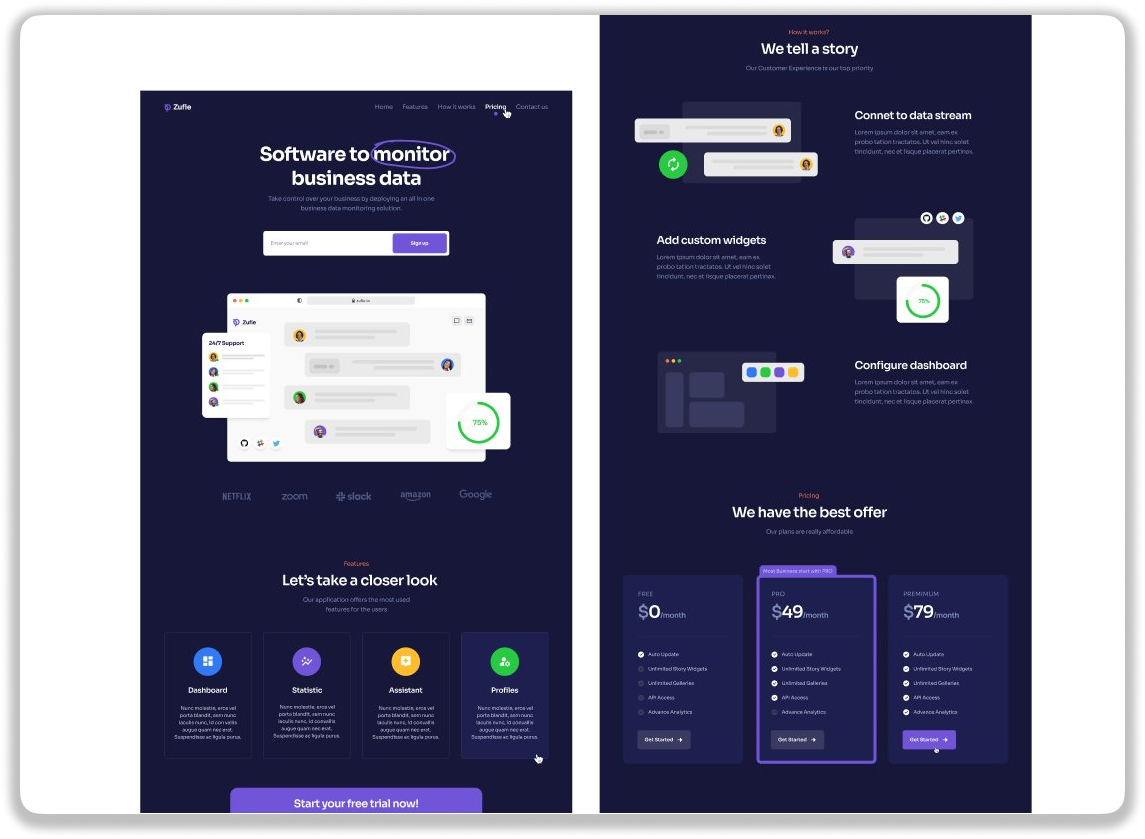 Zufie
Home Features How it works Pricing Contact us
Software to monitor
business data
Take control over your business by deploying an all in one
business data monitoring solution.
Enter your email
Sign up
zufie.io
Zufie
24/7 Support
75%
NETFLIX zoom slack amazon Google
Features
Let's take a closer look
Our application offers the most used
features for the users
Dashboard
Nunc molestie, eros vel
porta blandit, sem nunc
iaculis nunc, id convallis
augue quam nec erat.
Suspendisse ac ligula purus.
Statistic
Nunc molestie, eros vel
porta blandit, sem nunc
iaculis nunc, id convallis
augue quam nec erat.
Suspendisse ac ligula purus.
Assistant
Nunc molestie, eros vel
porta blandit, sem nunc
iaculis nunc, id convallis
augue quam nec erat.
Suspendisse ac ligula purus.
Profiles
Nunc molestie, eros vel
porta blandit, sem nunc
iaculis nunc, id convallis
augue quam nec erat.
Suspendisse ac ligula purus.
Start your free trial now!
How it works?
We tell a story
Our Customer Experience is our top priority
Connet to data stream
Lorem ipsum dolor sit amet, eam ex
probo tation tractatos. Ut vel hinc solet
tincidunt, nec et iisque placerat pertinax.
Add custom widgets
Lorem ipsum dolor sit amet, eam ex
probo tation tractatos. Ut vel hinc solet
tincidunt, nec et iisque placerat pertinax.
75%
Configure dashboard
Lorem ipsum dolor sit amet, eam ex
probo tation tractatos. Ut vel hinc solet
tincidunt, nec et iisque placerat pertinax.
Pricing
We have the best offer
Our plans are really affordable
FREE
$0/month
Auto Update
Unlimited Story Widgets
Unlimited Galleries
API Access
Advance Analytics
Get Started
Most Business start with PRO
PRO
$49/month
Auto Update
Unlimited Story Widgets
Unlimited Galleries
API Access
Advance Analytics
Get Started
PREMIMUM
$79/month
Auto Update
Unlimited Story Widgets
Unlimited Galleries
API Access
Advance Analytics
Get Started